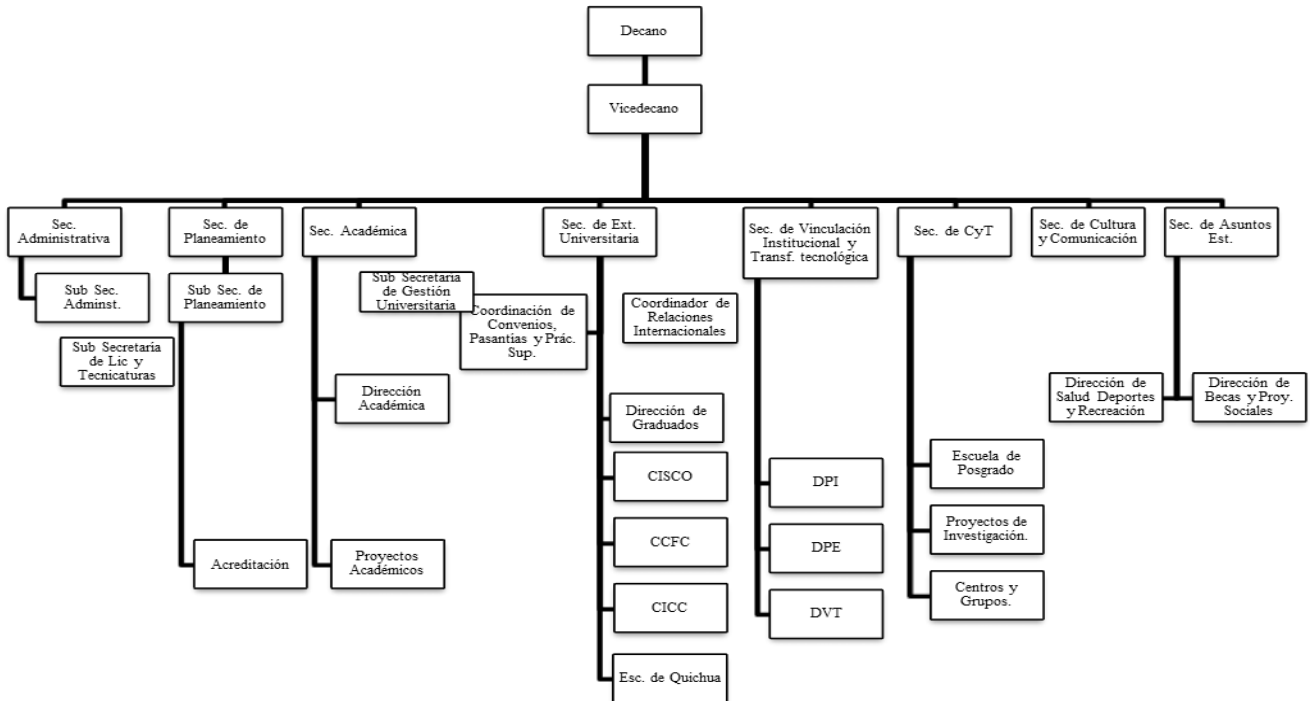 Decano
Vicedecano
Sec.
Administrativa
Sec. de
Planeamiento
Sec. Académica
Sec. de Ext.
Universitaria
Sec. de Vinculación
Institucional y
Transf. tecnológica
Sec. de CyT
Sec. de Cultura
y Comunicación
Sec. de Asuntos
Est.
Sub Sec.
Adminst.
Sub Sec. de
Planeamiento
Sub Secretaria
de Gestión
Universitaria
Coordinación de
Convenios,
Pasantías y Prác.
Sup.
Coordinador de
Relaciones
Internacionales
Sub Secretaría
de Lic y
Tecnicaturas
Dirección
Académica
Dirección de
Graduados
Dirección de
Salud Deportes
y Recreación
Dirección de
Becas y Proy.
Sociales
CISCO
DPI
Escuela de
Posgrado
Acreditación
Proyectos
Académicos
CCFC
DPE
Proyectos de
Investigación.
CICC
DVT
Centros y
Grupos.
Esc. de Quichua